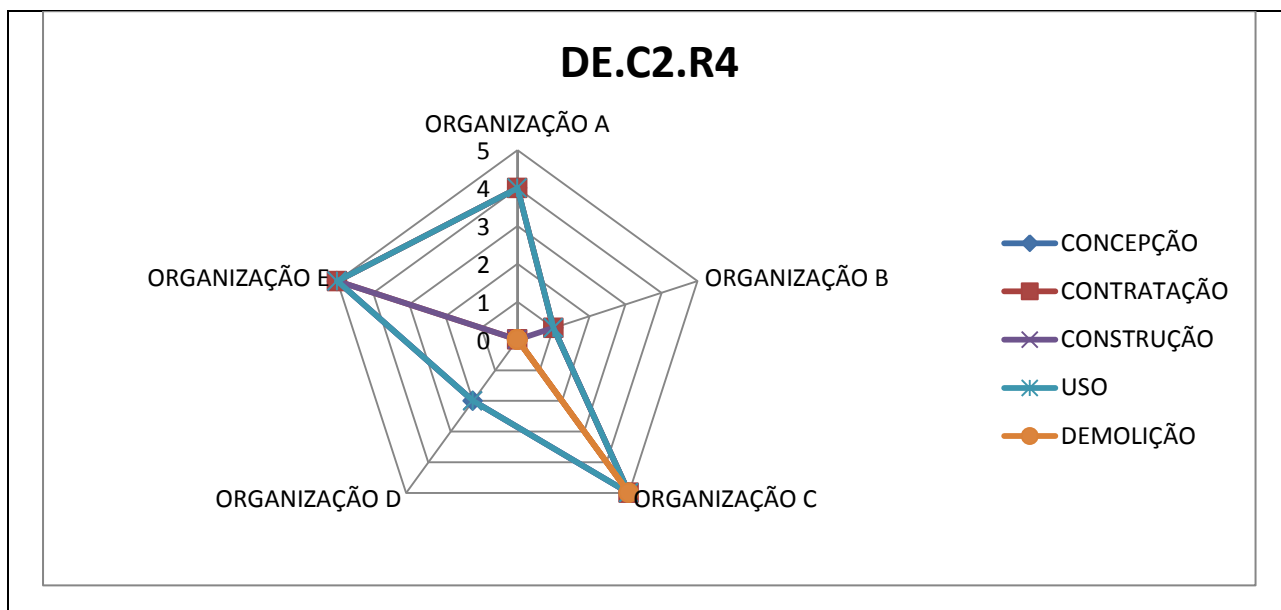 DE.C2.R4
ORGANIZAÇÃO A
5
4
3
2
1
0
ORGANIZAÇÃO B
ORGANIZAÇÃO C
ORGANIZAÇÃO D
ORGANIZAÇÃO E
CONCEPÇÃO
CONTRATAÇÃO
CONSTRUÇÃO
USO
DEMOLIÇÃO